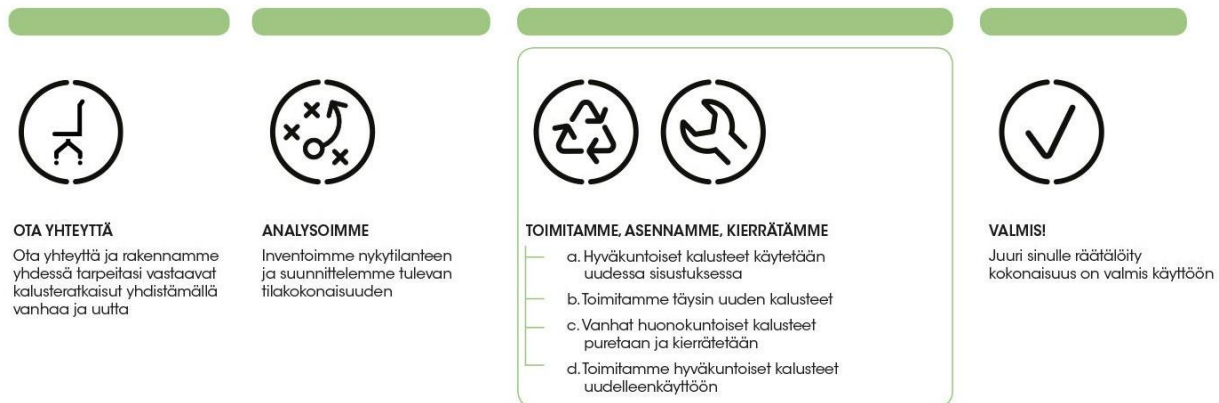 OTA YHTEYTTÄ
Ota yhteyttä ja rakennamme
yhdessä tarpeitasi vastaavat
kalusteratkaisut yhdistämällä
vanhaa ja uutta
ANALYSOIMME
Inventoimme nykytilanteen
ja suunnittelemme tulevan
tilakokonaisuuden
TOIMITAMME, ASENNAMME, KIERRÄTÄMME
a. Hyväkuntoiset kalusteet käytetään
uudessa sisustuksessa
b. Toimitamme täysin uuden kalusteet
c. Vanhat huonokuntoiset kalusteet
puretaan ja kierrätetään
d. Toimitamme hyväkuntoiset kalusteet
uudelleenkäyttöön
VALMIS!
Juuri sinulle räätälöity
kokonaisuus on valmis käyttöön